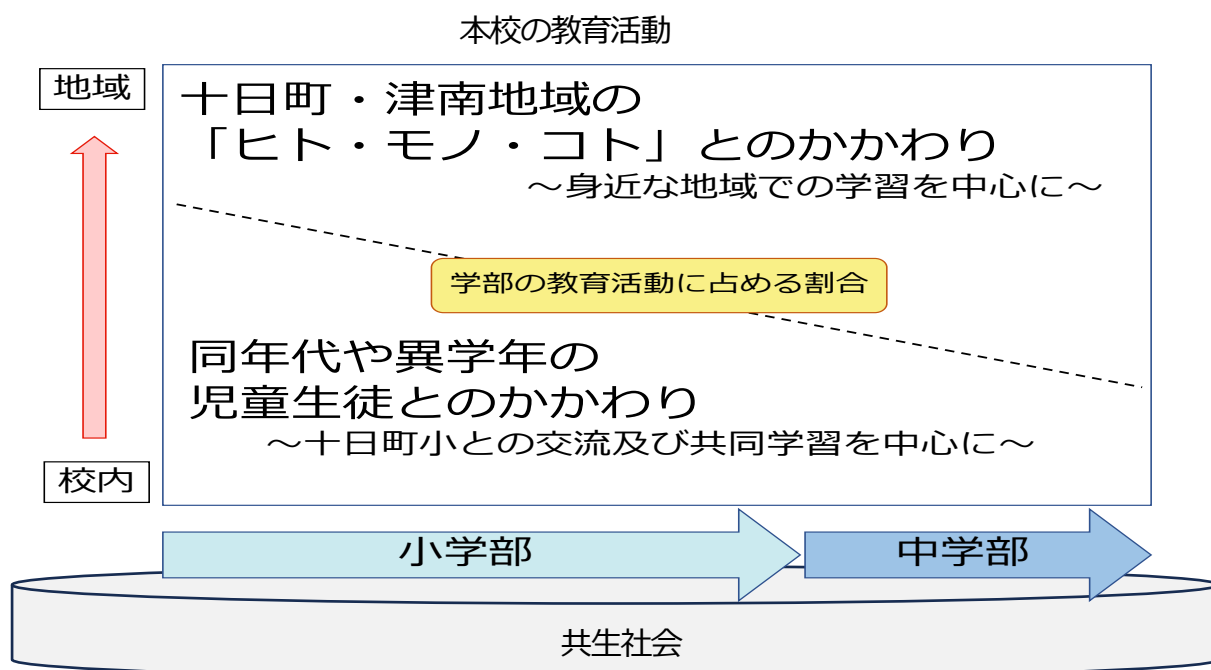 本校の教育活動
地域
十日町・津南地域の
「ヒト・モノ・コト」とのかかわり
～身近な地域での学習を中心に～
学部の教育活動に占める割合
同年代や異学年の
児童生徒とのかかわり
～十日町小との交流及び共同学習を中心に～
校内
小学部
中学部
共生社会